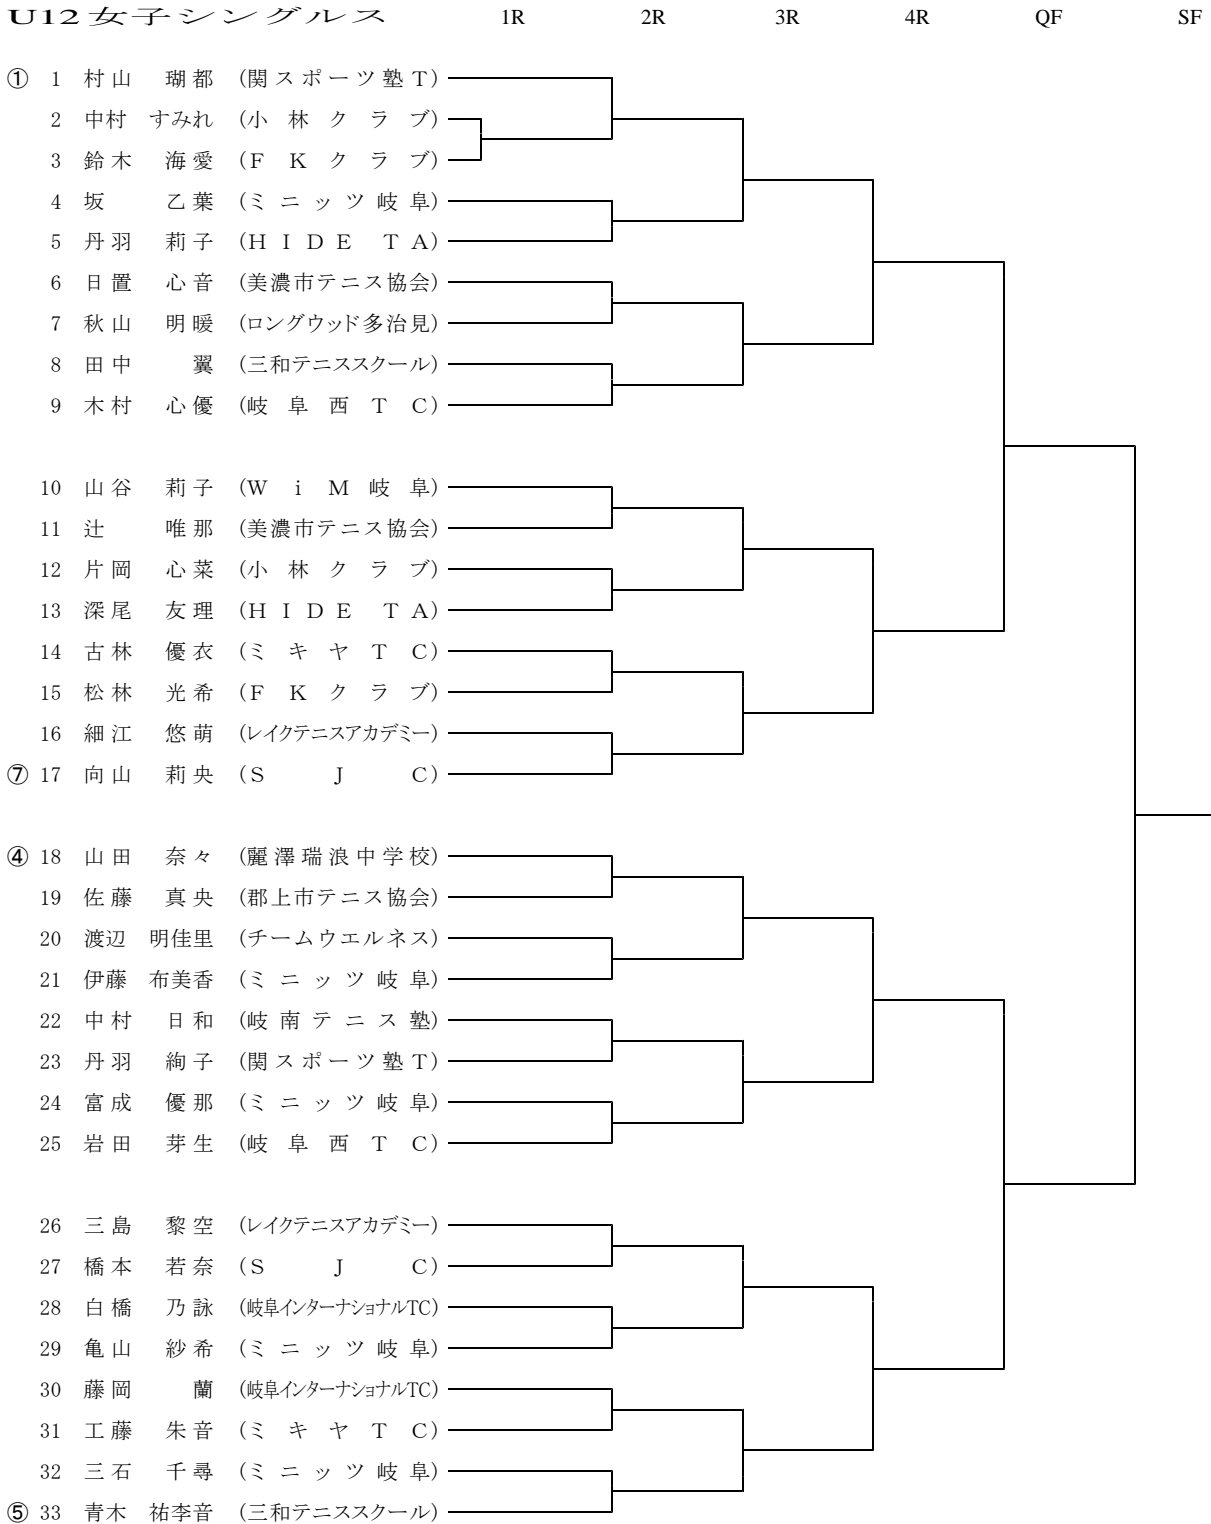 U12女子シングルス 1R 2R 3R 4R QF SF
① 1 村山 瑚都 (関スポーツ塾T)
2 中村 すみれ (小林クラブ)
3 鈴木 海愛 (FKクラブ)
4 坂 乙葉 (ミニッツ岐阜)
5 丹羽 莉子 (HIDE TA)
6 日置 心音 (美濃市テニス協会)
7 秋山 明暖 (ロングウッド多治見)
8 田中 翼 (三和テニススクール)
9 木村 心優 (岐阜西TC)
10 山谷 莉子 (WiM岐阜)
11 辻 唯那 (美濃市テニス協会)
12 片岡 心菜 (小林クラブ)
13 深尾 友理 (HIDE TA)
14 古林 優衣 (ミキヤTC)
15 松林 光希 (FKクラブ)
16 細江 悠萌 (レイクテニスアカデミー)
⑦ 17 向山 莉央 (SJC)
④ 18 山田 奈々 (麗澤瑞浪中学校)
19 佐藤 真央 (郡上市テニス協会)
20 渡辺 明佳里 (チームウエルネス)
21 伊藤 布美香 (ミニッツ岐阜)
22 中村 日和 (岐南テニス塾)
23 丹羽 絢子 (関スポーツ塾T)
24 富成 優那 (ミニッツ岐阜)
25 岩田 芽生 (岐阜西TC)
26 三島 黎空 (レイクテニスアカデミー)
27 橋本 若奈 (SJC)
28 白橋 乃詠 (岐阜インターナショナルTC)
29 亀山 紗希 (ミニッツ岐阜)
30 藤岡 蘭 (岐阜インターナショナルTC)
31 工藤 朱音 (ミキヤTC)
32 三石 千尋 (ミニッツ岐阜)
⑤ 33 青木 祐李音 (三和テニススクール)